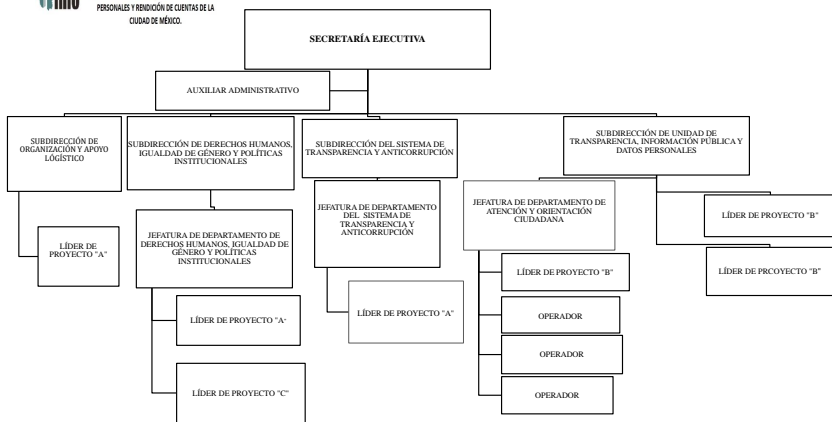 info
PERSONALES Y RENDICIÓN DE CUENTAS DE LA
CIUDAD DE MÉXICO.
SECRETARÍA EJECUTIVA
AUXILIAR ADMINISTRATIVO
SUBDIRECCIÓN DE
ORGANIZACIÓN Y APOYO
LÓGÍSTICO
SUBDIRECCIÓN DE DERECHOS HUMANOS,
IGUALDAD DE GÉNERO Y POLÍTICAS
INSTITUCIONALES
SUBDIRECCIÓN DEL SISTEMA DE
TRANSPARENCIA Y ANTICORRUPCIÓN
SUBDIRECCIÓN DE UNIDAD DE
TRANSPARENCIA, INFORMACIÓN PÚBLICA Y
DATOS PERSONALES
JEFATURA DE DEPARTAMENTO DE
DERECHOS HUMANOS, IGUALDAD DE
GÉNERO Y POLÍTICAS
INSTITUCIONALES
JEFATURA DE DEPARTAMENTO
DEL SISTEMA DE
TRANSPARENCIA Y
ANTICORRUPCIÓN
JEFATURA DE DEPARTAMENTO DE
ATENCIÓN Y ORIENTACIÓN
CIUDADANA
LÍDER DE PROYECTO "B"
LÍDER DE PRCOYECTO "B"
LÍDER DE
PROYECTO "A"
LÍDER DE PROYECTO "A"
LÍDER DE PROYECTO "C"
LÍDER DE PROYECTO "A"
LÍDER DE PROYECTO "B"
OPERADOR
OPERADOR
OPERADOR